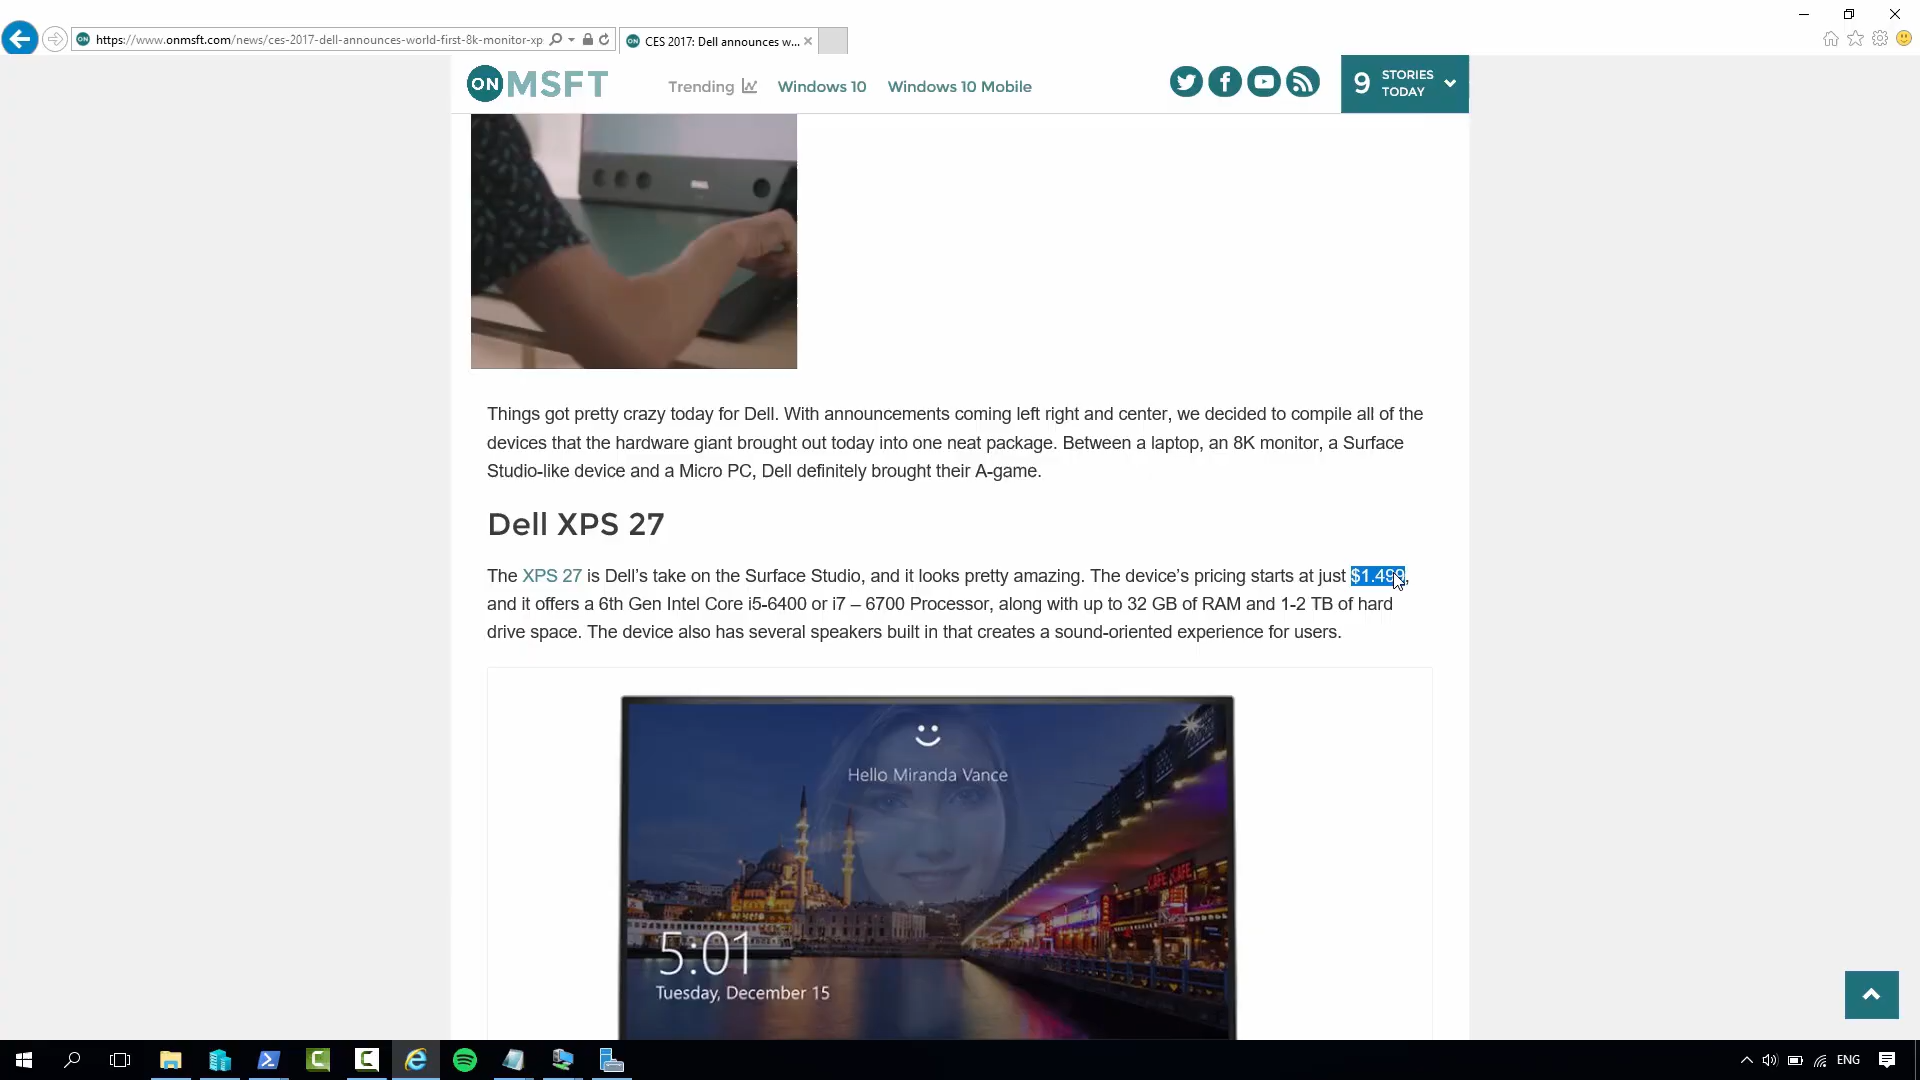 https://www.onmsft.com/news/ces-2017-dell-announces-world-first-8k-monitor-xp
ON CES 2017: Dell announces w...
ON MSFT
Trending
Windows 10
Windows 10 Mobile
9 STORIES TODAY
Things got pretty crazy today for Dell. With announcements coming left right and center, we decided to compile all of the
devices that the hardware giant brought out today into one neat package. Between a laptop, an 8K monitor, a Surface
Studio-like device and a Micro PC, Dell definitely brought their A-game.
Dell XPS 27
The XPS 27 is Dell’s take on the Surface Studio, and it looks pretty amazing. The device’s pricing starts at just $1.499,
and it offers a 6th Gen Intel Core i5-6400 or i7 – 6700 Processor, along with up to 32 GB of RAM and 1-2 TB of hard
drive space. The device also has several speakers built in that creates a sound-oriented experience for users.
Hello Miranda Vance
5:01
Tuesday, December 15
ENG